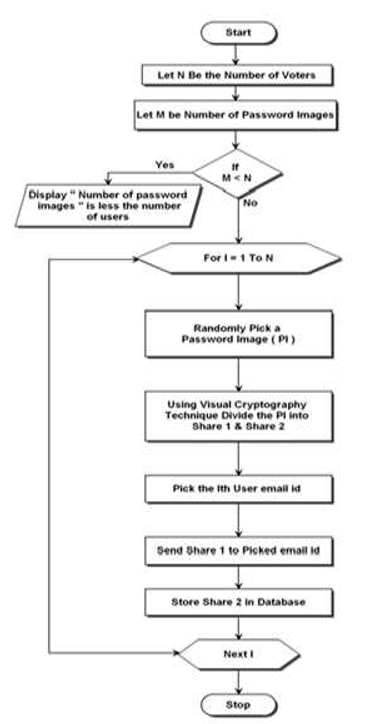 Start
Let N Be the Number of Voters
Let M be Number of Password Images
If
M < N
Yes
No
Display " Number of password
images " is less the number
of users
For I = 1 To N
Randomly Pick a
Password Image ( PI )
Using Visual Cryptography
Technique Divide the PI into
Share 1 & Share 2
Pick the Ith User email id
Send Share 1 to Picked email id
Store Share 2 in Database
Next I
Stop